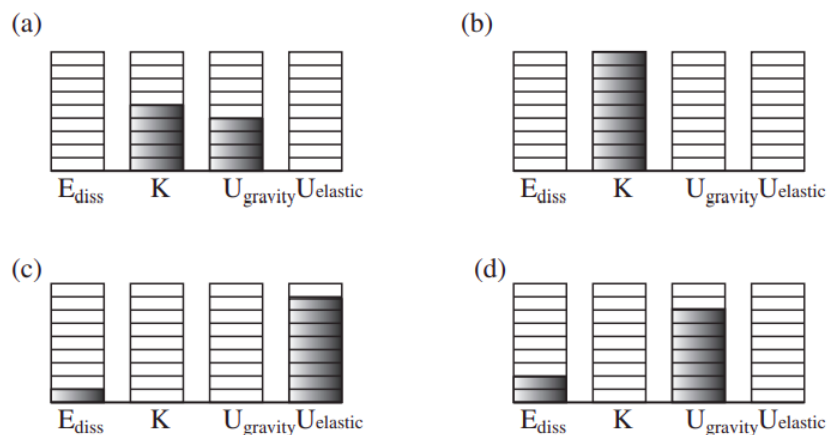 (a)
(b)
E_diss K U_gravity U_elastic
E_diss K U_gravity U_elastic
(c)
(d)
E_diss K U_gravity U_elastic
E_diss K U_gravity U_elastic